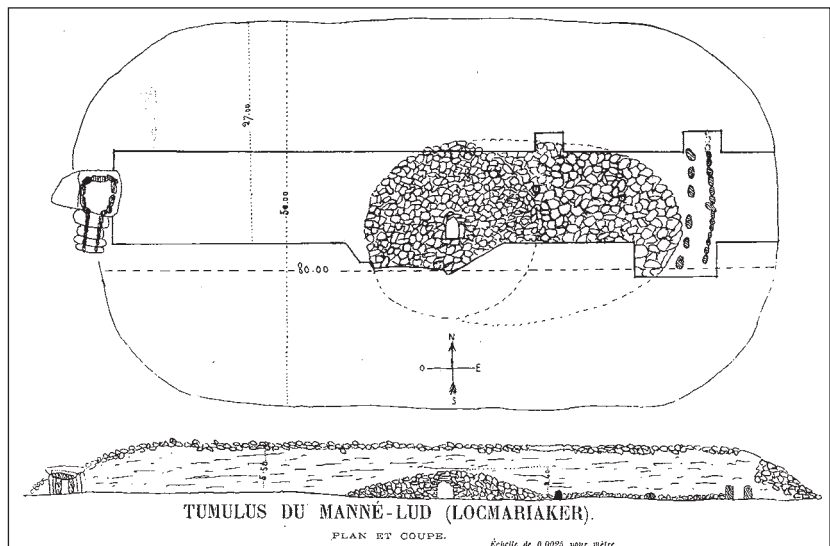 27.00
50.00
80.00
N
O E
S
5.50
TUMULUS DU MANNÉ-LUD (LOCMARIAKER).
PLAN ET COUPE.
Échelle de 0,0025 pour mètre